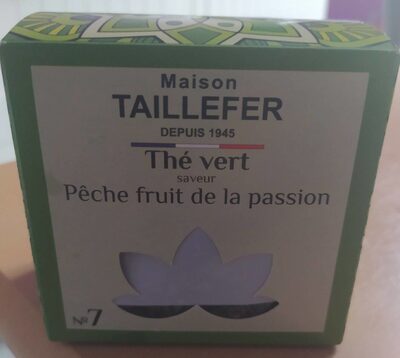 Maison
TAILLEFER
DEPUIS 1945
Thé vert
saveur
Pêche fruit de la passion
N° 7